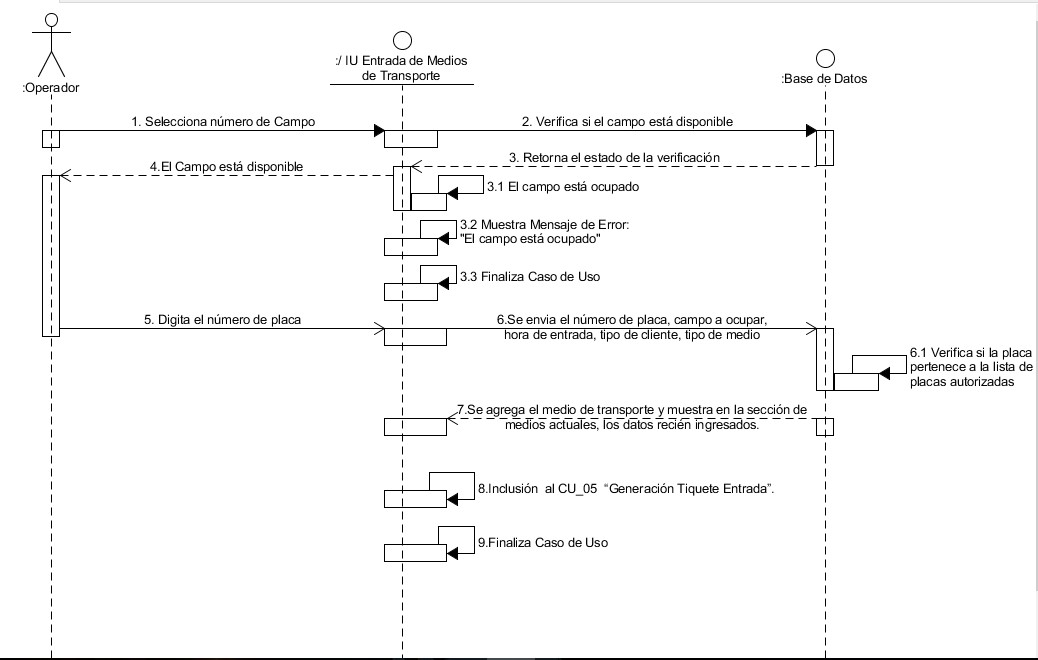 :/ IU Entrada de Medios
de Transporte
:Operador
:Base de Datos
1. Selecciona número de Campo
2. Verifica si el campo está disponible
3. Retorna el estado de la verificación
4.El Campo está disponible
3.1 El campo está ocupado
3.2 Muestra Mensaje de Error:
"El campo está ocupado"
3.3 Finaliza Caso de Uso
5. Digita el número de placa
6.Se envia el número de placa, campo a ocupar,
hora de entrada, tipo de cliente, tipo de medio
6.1 Verifica si la placa
pertenece a la lista de
placas autorizadas
7.Se agrega el medio de transporte y muestra en la sección de
medios actuales, los datos recién ingresados.
8.Inclusión al CU_05 “Generación Tiquete Entrada”.
9.Finaliza Caso de Uso